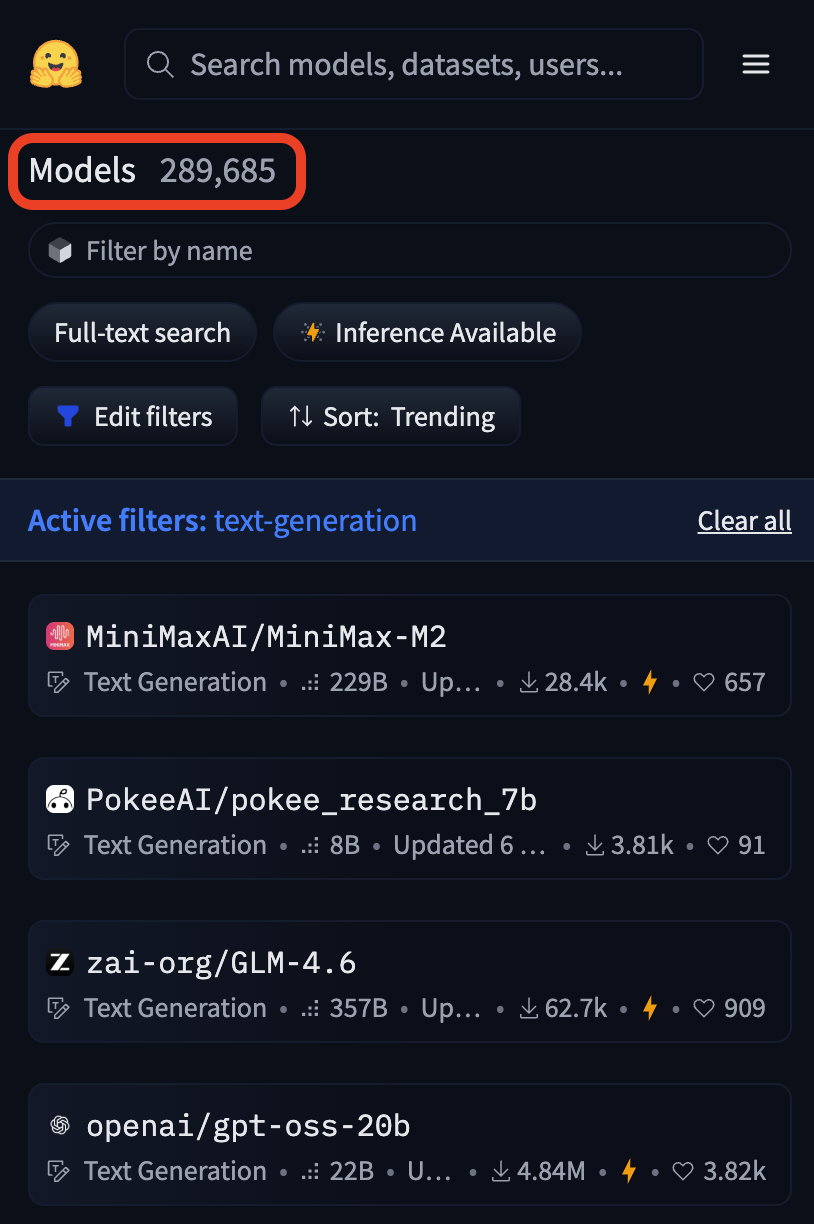 Search models, datasets, users...
Models 289,685
Filter by name
Full-text search Inference Available
Edit filters Sort: Trending
Active filters: text-generation Clear all
MiniMaxAI/MiniMax-M2
Text Generation • 229B • Up… • 28.4k • • 657
PokeeAI/pokee_research_7b
Text Generation • 8B • Updated 6 … • 3.81k • 91
zai-org/GLM-4.6
Text Generation • 357B • Up… • 62.7k • • 909
openai/gpt-oss-20b
Text Generation • 22B • U… • 4.84M • • 3.82k